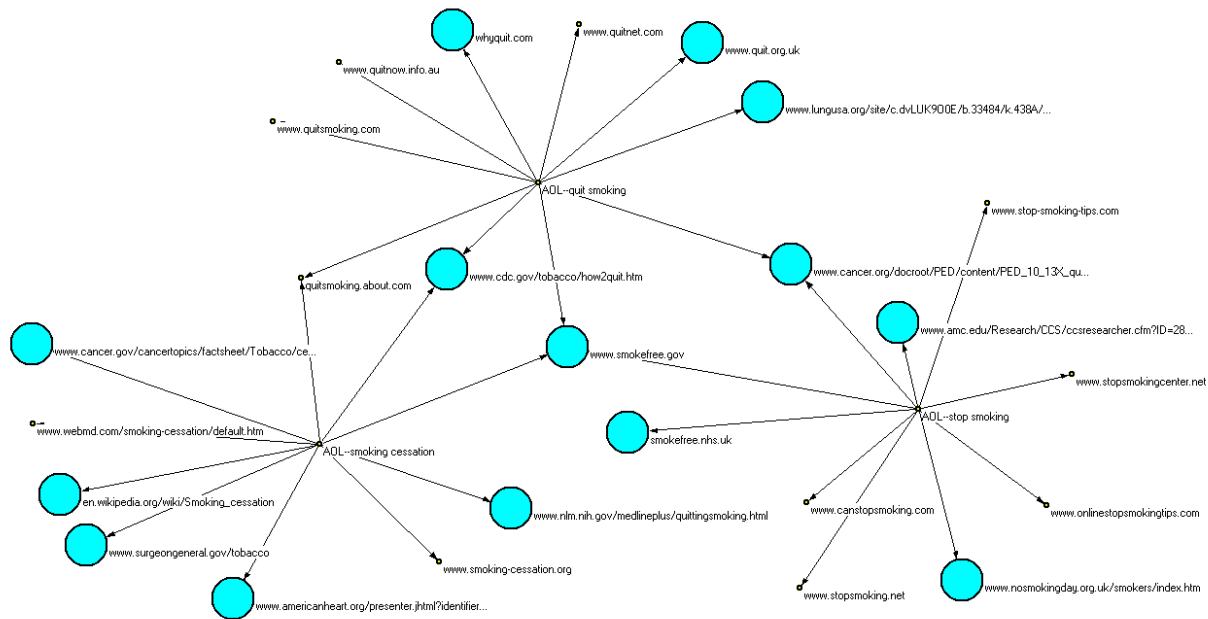 whyquit.com
www.quitnet.com
www.quit.org.uk
www.quitnow.info.au
www.lungusa.org/site/c.dvLUK9O0E/b.33484/k.438A/...
www.quitsmoking.com
AOL--quit smoking
www.stop-smoking-tips.com
www.cdc.gov/tobacco/how2quit.htm
www.cancer.org/docroot/PED/content/PED_10_13X_qu...
quitsmoking.about.com
www.amc.edu/Research/CCS/ccsresearcher.cfm?ID=28...
www.cancer.gov/cancertopics/factsheet/Tobacco/ce...
www.smokefree.gov
www.stopsmokingcenter.net
AOL--stop smoking
www.webmd.com/smoking-cessation/default.htm
smokefree.nhs.uk
AOL--smoking cessation
en.wikipedia.org/wiki/Smoking_cessation
www.canstopsmoking.com
www.onlinestopsmokingtips.com
www.nlm.nih.gov/medlineplus/quittingsmoking.html
www.surgeongeneral.gov/tobacco
www.smoking-cessation.org
www.nosmokingday.org.uk/smokers/index.htm
www.stopsmoking.net
www.americanheart.org/presenter.jhtml?identifier...